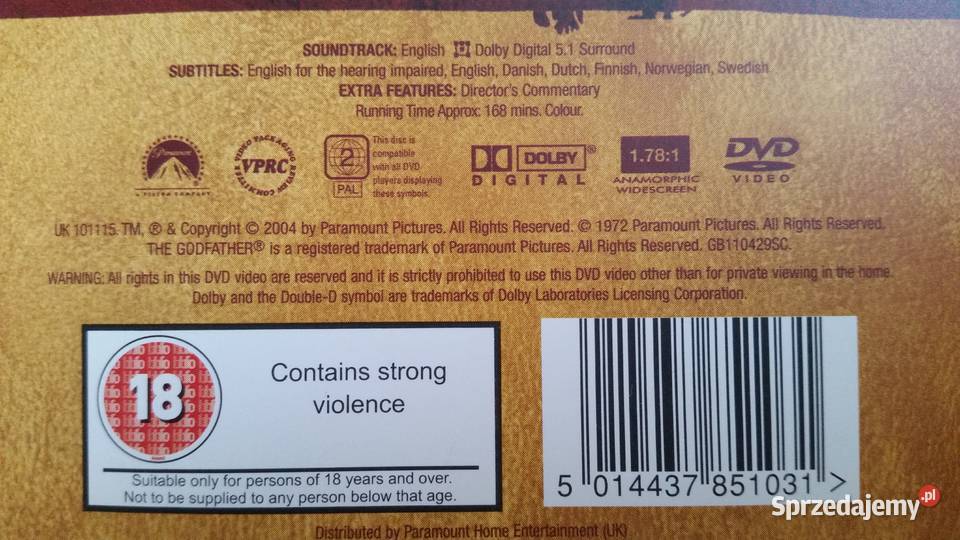 SOUNDTRACK: English Dolby Digital 5.1 Surround
SUBTITLES: English for the hearing impaired, English, Danish, Dutch, Finnish, Norwegian, Swedish
EXTRA FEATURES: Director's Commentary
Running Time Approx: 168 mins. Colour.
Paramount
A VIACOM COMPANY
VIDEO PACKAGING REVIEW COMMITTEE
VPRC
2
PAL
This disc is
compatible
with all DVD
players displaying
these symbols.
DOLBY®
DIGITAL
1.78:1
ANAMORPHIC
WIDESCREEN
DVD
VIDEO
UK 101115. TM, ® & Copyright © 2004 by Paramount Pictures. All Rights Reserved. © 1972 Paramount Pictures. All Rights Reserved.
THE GODFATHER® is a registered trademark of Paramount Pictures. All Rights Reserved. GB110429SC.
WARNING: All rights in this DVD video are reserved and it is strictly prohibited to use this DVD video other than for private viewing in the home.
Dolby and the Double-D symbol are trademarks of Dolby Laboratories Licensing Corporation.
18
Contains strong
violence
Suitable only for persons of 18 years and over.
Not to be supplied to any person below that age.
5 014437 851031 >
Sprzedajemy.pl
Distributed by Paramount Home Entertainment (UK)